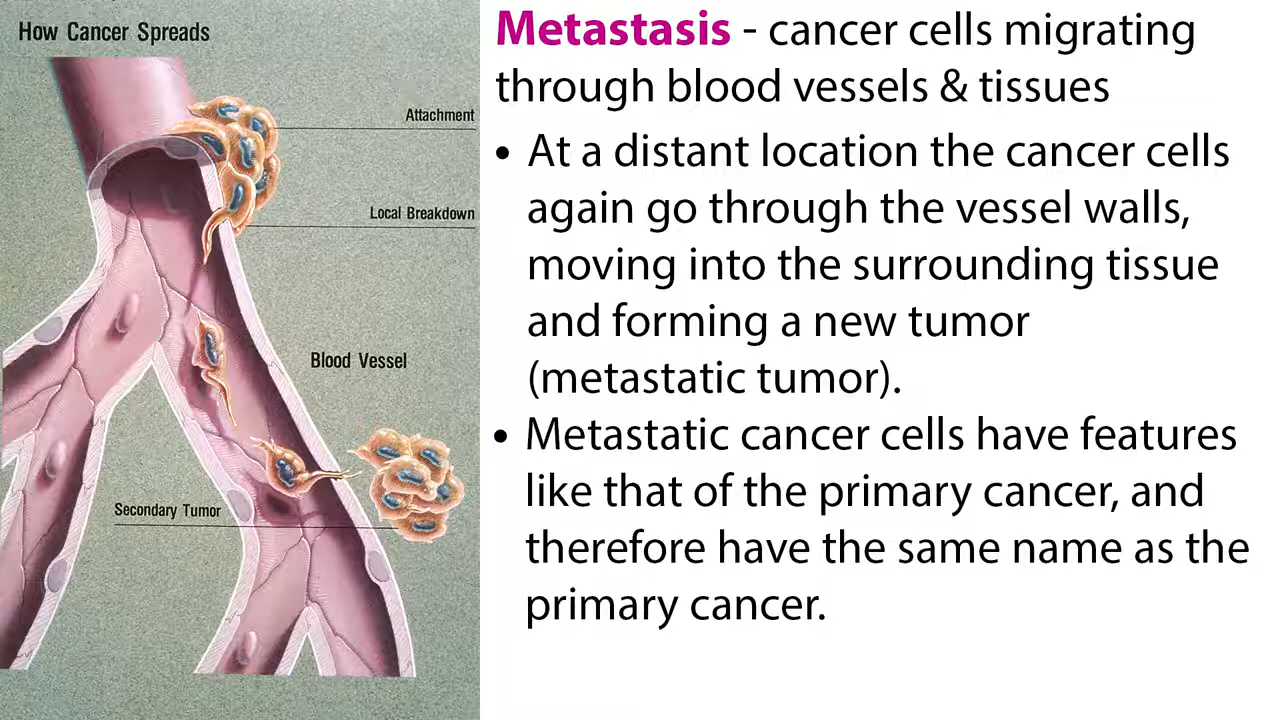 How Cancer Spreads
Attachment
Local Breakdown
Blood Vessel
Secondary Tumor
Metastasis - cancer cells migrating
through blood vessels & tissues
• At a distant location the cancer cells
again go through the vessel walls,
moving into the surrounding tissue
and forming a new tumor
(metastatic tumor).
• Metastatic cancer cells have features
like that of the primary cancer, and
therefore have the same name as the
primary cancer.